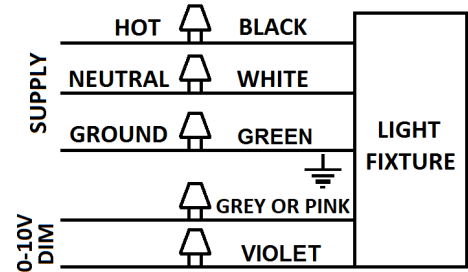 SUPPLY
HOT BLACK
NEUTRAL WHITE
GROUND GREEN
LIGHT
FIXTURE
0-10V
DIM
GREY OR PINK
VIOLET